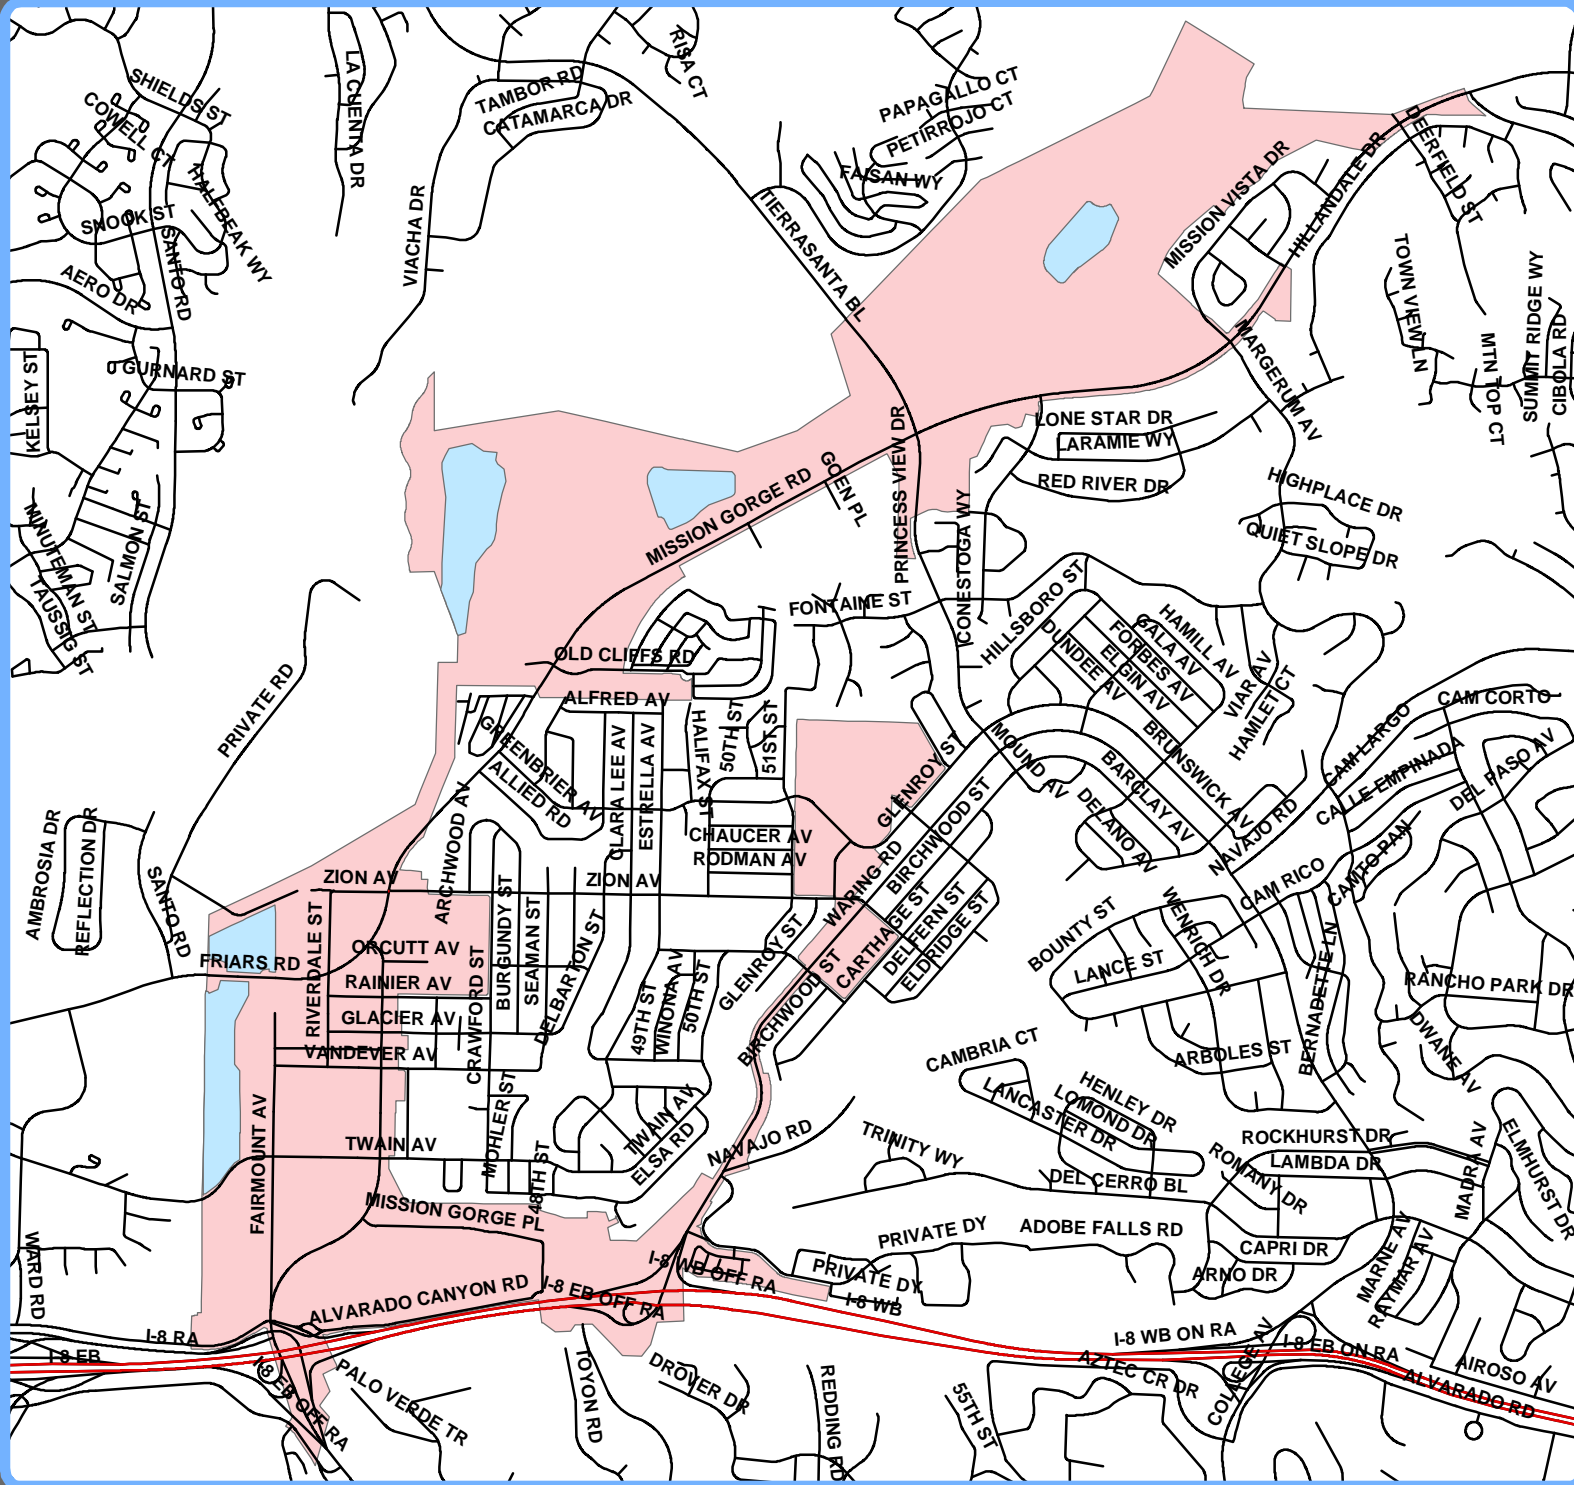 SHIELDS ST
COWELL CT
LA CUENTA DR
TAMBOR RD
CATAMARCA DR
RISA CT
PAPAGALLO CT
PETIRROJO CT
FAISAN WY
DEERFIELD ST
HALFBEAK WY
SNOOK ST
SANTO RD
AERO DR
VIACHA DR
TIERRASANTA BL
MISSION VISTA DR
HILLANDALE DR
TOWN VIEW LN
SUMMIT RIDGE WY
CIBOLA RD
MTN TOP CT
MARGERUM AV
GURNARD ST
KELSEY ST
LONE STAR DR
LARAMIE WY
RED RIVER DR
PRINCESS VIEW DR
GOEN PL
MISSION GORGE RD
HIGHPLACE DR
QUIET SLOPE DR
MINUTEMAN ST
SALMON ST
TAUSSIG ST
CONESTOGA WY
HILLSBORO ST
FONTAINE ST
HAMILL AV
GALA AV
FORBES AV
ELGIN AV
DUNDEE AV
VIAR AV
HAMLET CT
OLD CLIFFS RD
ALFRED AV
PRIVATE RD
GREENBRIER AV
ALLIED RD
CLARA LEE AV
ESTRELLA AV
HALIFAX ST
50TH ST
51ST ST
GLENROY ST
MOUND AV
BRUNSWICK AV
BARCLAY AV
DELANO AV
CAM LARGO
CAM CORTO
CALLE EMPINADA
DEL PASO AV
NAVAJO RD
AMBROSIA DR
REFLECTION DR
ARCHWOOD AV
CHAUCER AV
RODMAN AV
BIRCHWOOD ST
WARING RD
CAMTO PAN
CAM RICO
ZION AV
ZION AV
SANTO RD
FRIARS RD
RIVERDALE ST
ORCUTT AV
RAINIER AV
GLACIER AV
VANDEVER AV
CRAWFORD ST
BURGUNDY ST
SEAMAN ST
DELBARTON ST
49TH ST
WINONA AV
50TH ST
GLENROY ST
BIRCHWOOD ST
CARTHAGE ST
DELFERN ST
ELDRIDGE ST
BOUNTY ST
LANCE ST
WENRICH DR
BERNADETTE LN
RANCHO PARK DR
DWANE AV
ARBOLES ST
CAMBRIA CT
LANCASTER DR
HENLEY DR
LOMOND DR
FAIRMOUNT AV
TWAIN AV
MOHLER ST
48TH ST
TWAIN AV
ELSA RD
NAVAJO RD
TRINITY WY
DEL CERRO BL
ROCKHURST DR
LAMBDA DR
ROMANY DR
MADRA AV
ELMHURST DR
MISSION GORGE PL
PRIVATE DY
ADOBE FALLS RD
CAPRI DR
ARNO DR
MARNE AV
RAYMAR AV
WARD RD
ALVARADO CANYON RD
I-8 EB OFF RA
I-8 WB OFF RA
PRIVATE DY
I-8 WB
I-8 RA
I-8 EB
I-8 EB OFF RA
PALO VERDE TR
TOYON RD
DROVER DR
REDDING RD
55TH ST
AZTEC CR DR
I-8 WB ON RA
COLLEGE AV
I-8 EB ON RA
AIROSO AV
ALVARADO RD